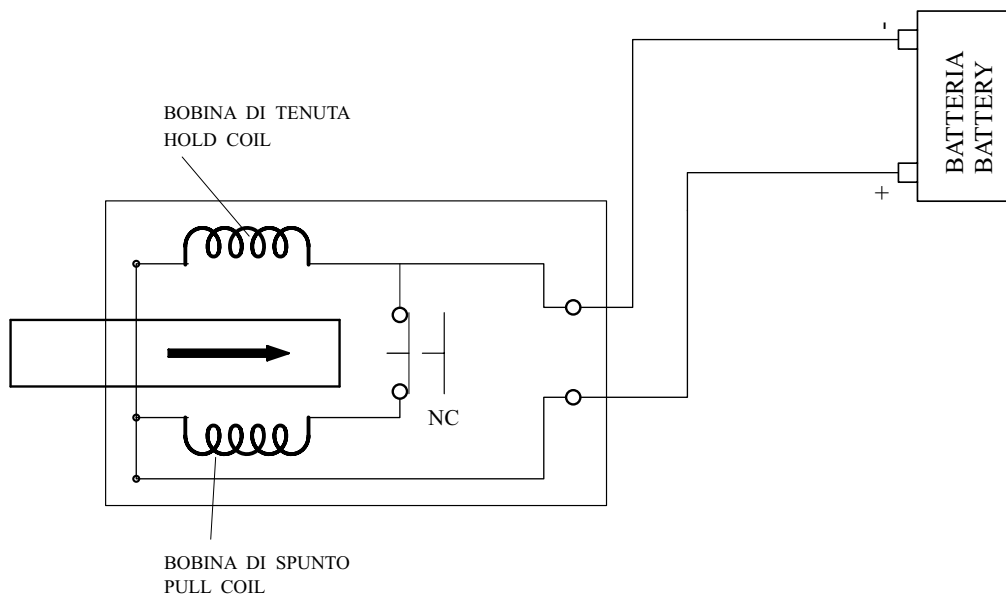 -
BATTERIA
BATTERY
+
BOBINA DI TENUTA
HOLD COIL
NC
BOBINA DI SPUNTO
PULL COIL